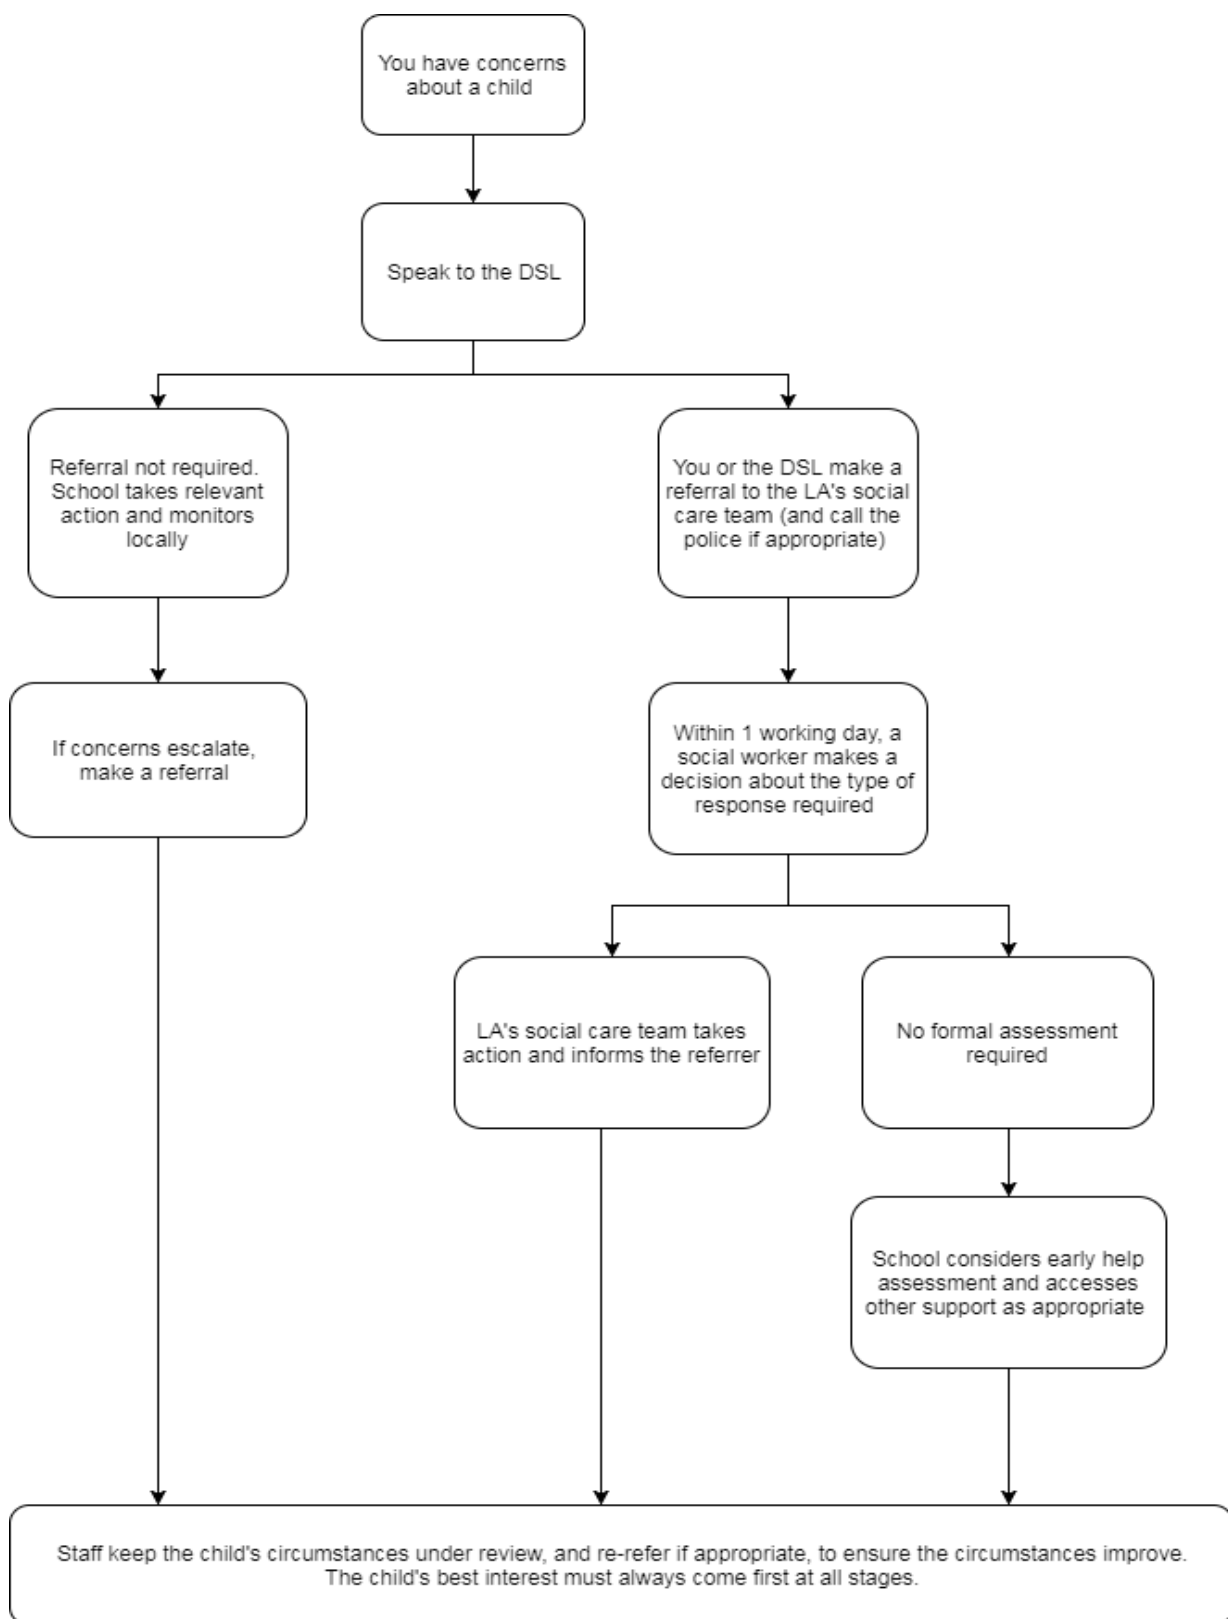 You have concerns
about a child
Speak to the DSL
Referral not required.
School takes relevant
action and monitors
locally
You or the DSL make a
referral to the LA's social
care team (and call the
police if appropriate)
If concerns escalate,
make a referral
Within 1 working day, a
social worker makes a
decision about the type of
response required
LA's social care team takes
action and informs the referrer
No formal assessment
required
School considers early help
assessment and accesses
other support as appropriate
Staff keep the child's circumstances under review, and re-refer if appropriate, to ensure the circumstances improve.
The child's best interest must always come first at all stages.